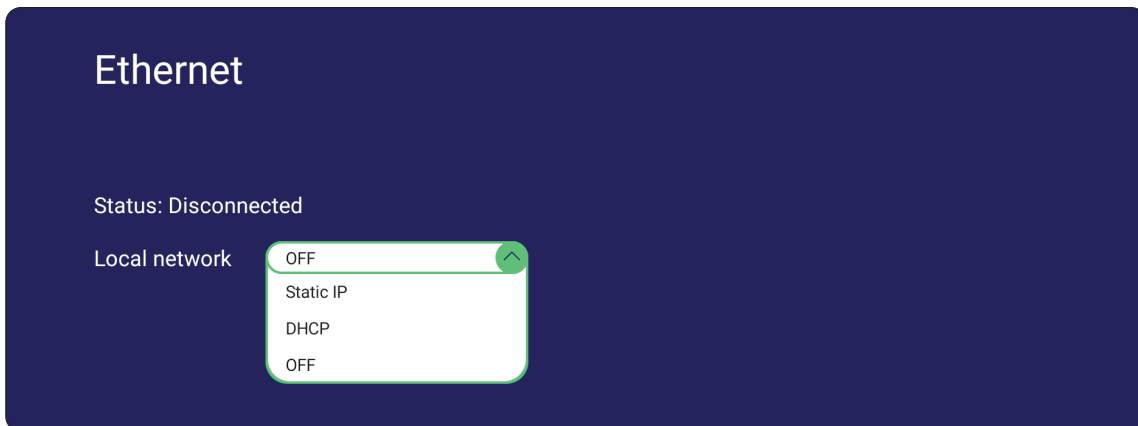 Ethernet
Status: Disconnected
Local network OFF
Static IP
DHCP
OFF